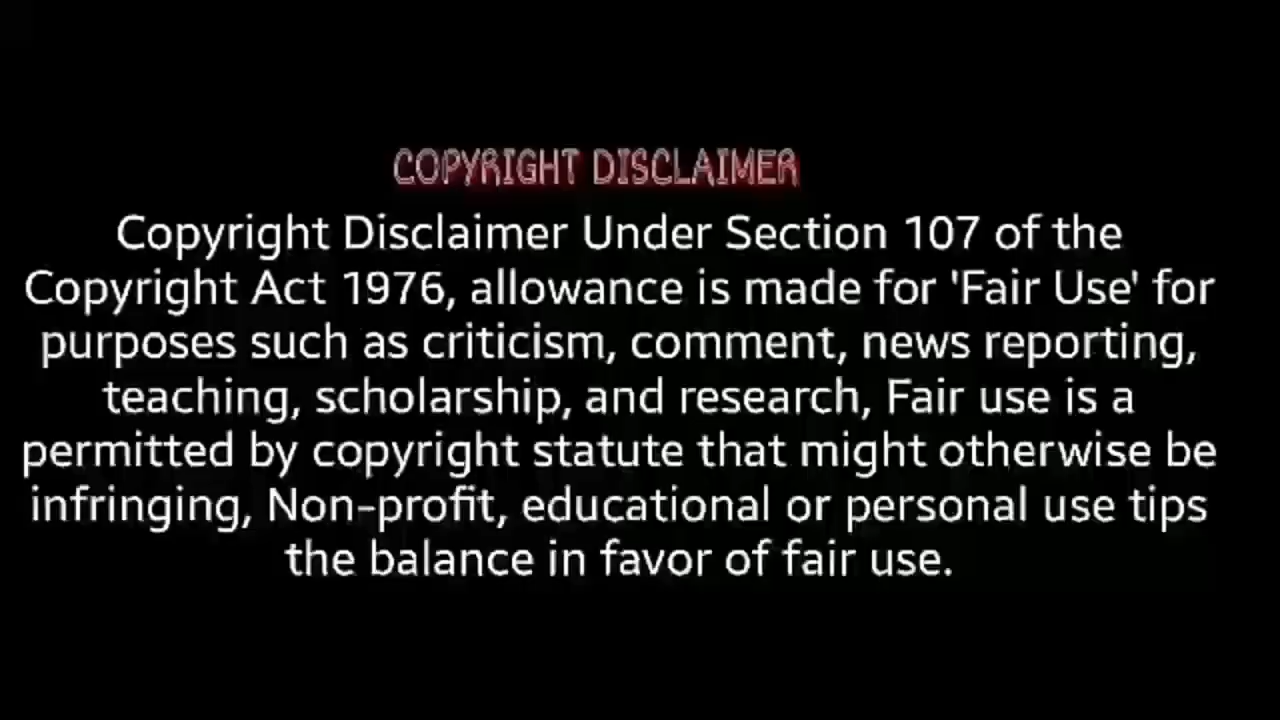 COPYRIGHT DISCLAIMER
Copyright Disclaimer Under Section 107 of the
Copyright Act 1976, allowance is made for 'Fair Use' for
purposes such as criticism, comment, news reporting,
teaching, scholarship, and research, Fair use is a
permitted by copyright statute that might otherwise be
infringing, Non-profit, educational or personal use tips
the balance in favor of fair use.